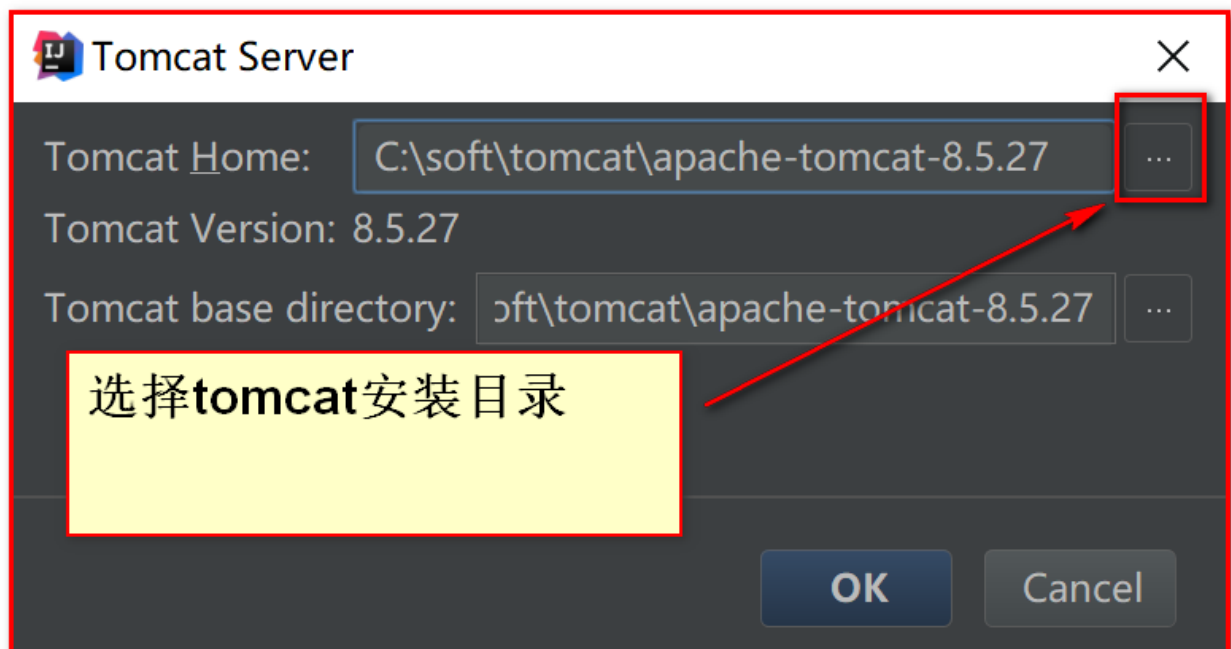 Tomcat Server
Tomcat Home: C:\soft\tomcat\apache-tomcat-8.5.27 ...
Tomcat Version: 8.5.27
Tomcat base directory: oft\tomcat\apache-tomcat-8.5.27 ...
选择tomcat安装目录
OK Cancel